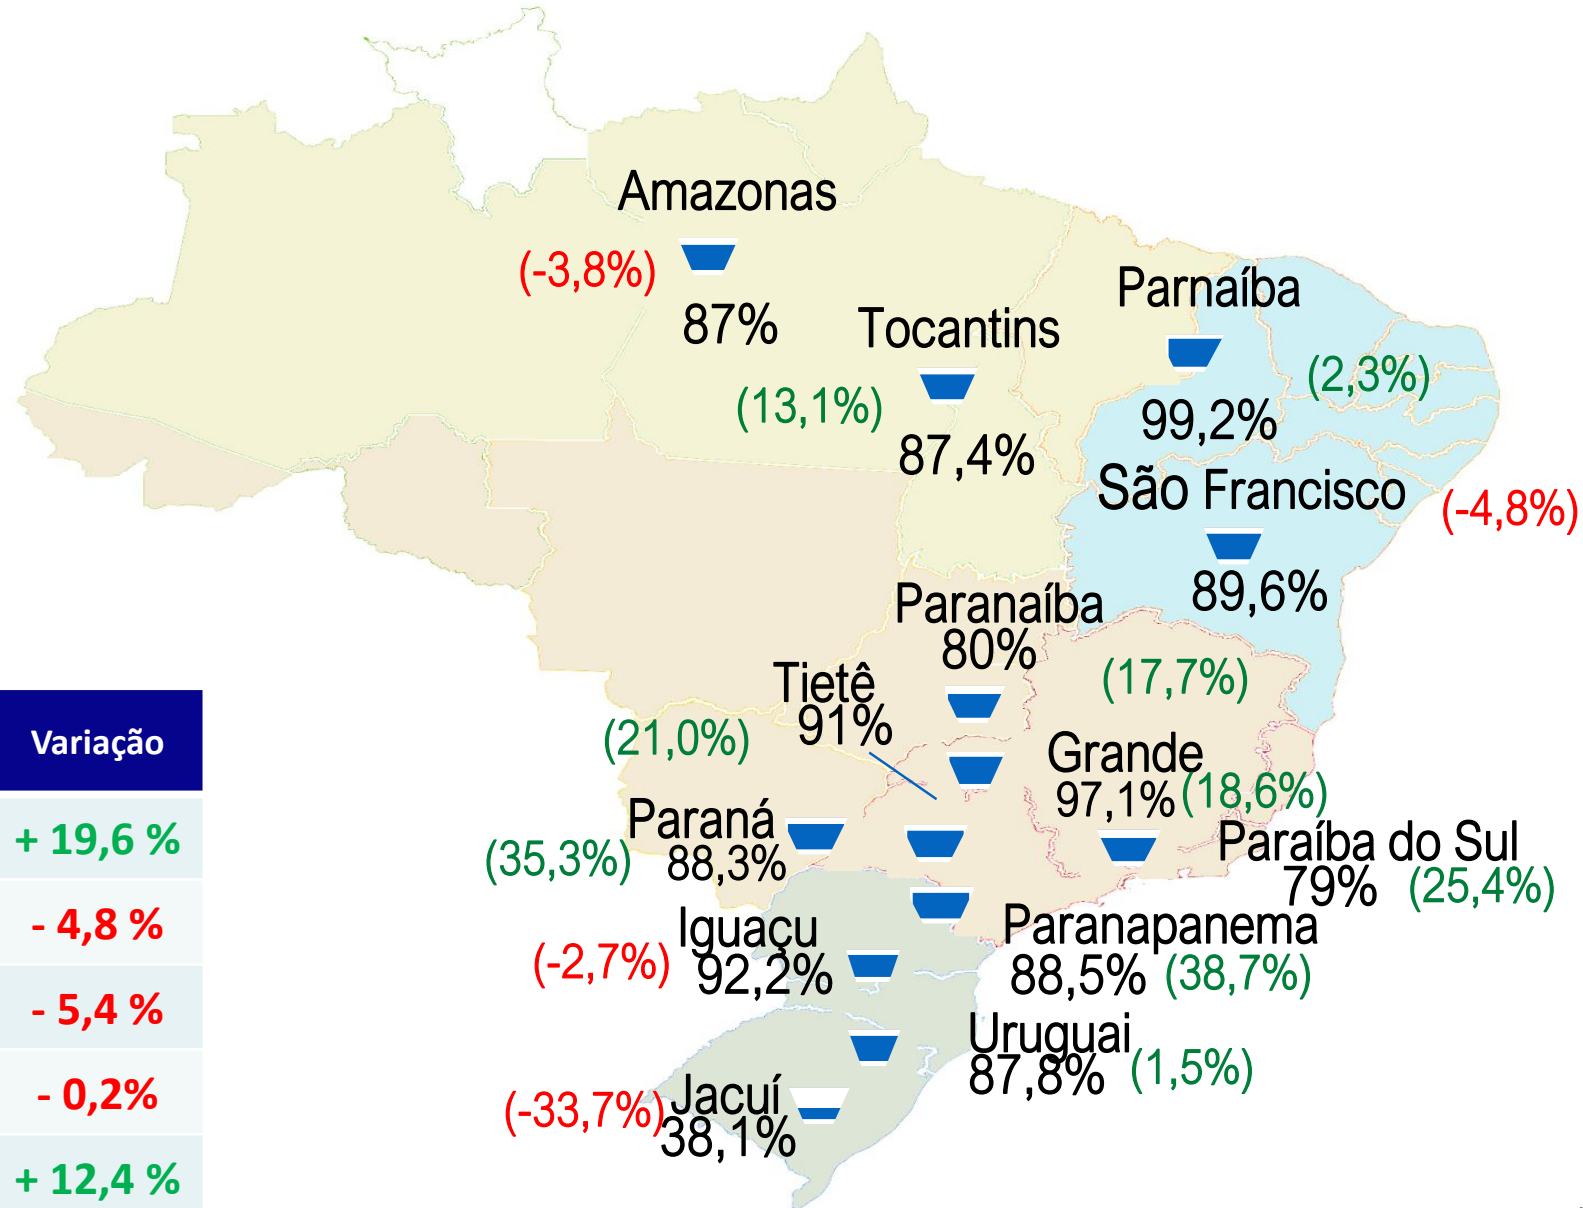 Amazonas
(-3,8%)
87%
Tocantins
(13,1%)
87,4%
Parnaíba
(2,3%)
99,2%
São Francisco
(-4,8%)
89,6%
Paranaíba
80%
(17,7%)
Tietê
91%
(21,0%)
Grande
97,1% (18,6%)
Paraná
(35,3%) 88,3%
Paraíba do Sul
79% (25,4%)
Iguaçu
(-2,7%) 92,2%
Paranapanema
88,5% (38,7%)
Uruguai
87,8% (1,5%)
Jacuí
(-33,7%)
38,1%
Variação
+ 19,6 %
- 4,8 %
- 5,4 %
- 0,2%
+ 12,4 %